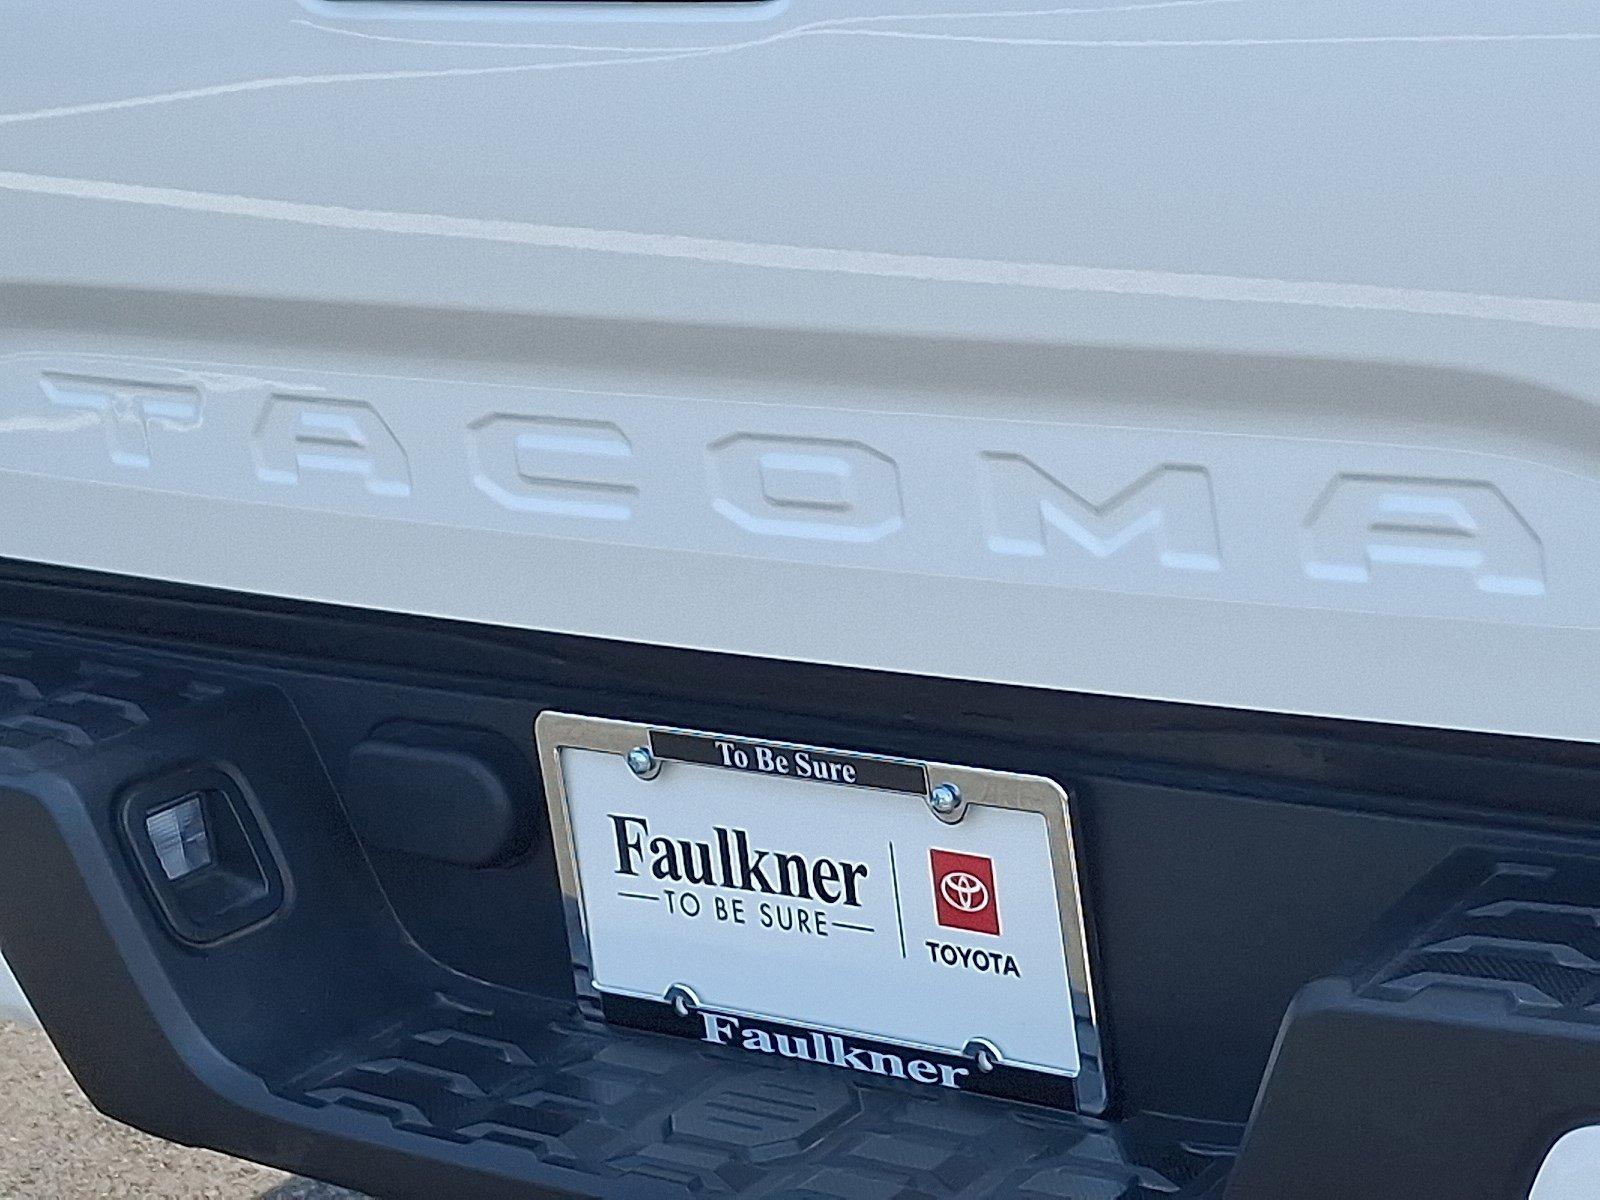 TACOMA
To Be Sure
Faulkner
TO BE SURE
TOYOTA
Faulkner